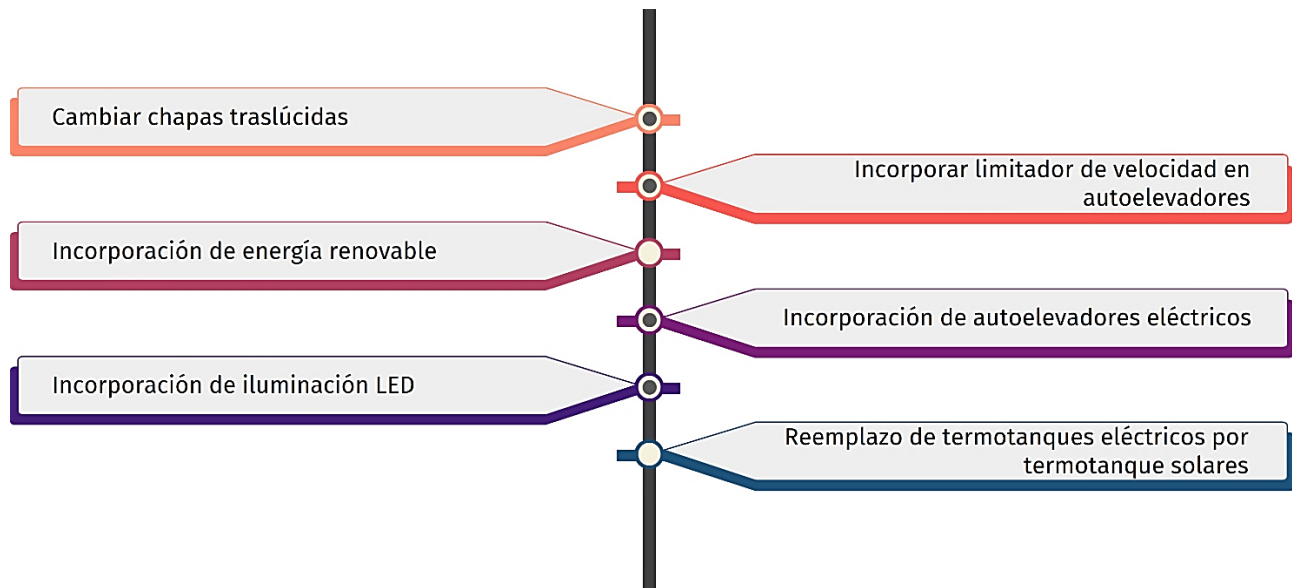 Cambiar chapas traslúcidas
Incorporar limitador de velocidad en
autoelevadores
Incorporación de energía renovable
Incorporación de autoelevadores eléctricos
Incorporación de iluminación LED
Reemplazo de termotanques eléctricos por
termotanque solares